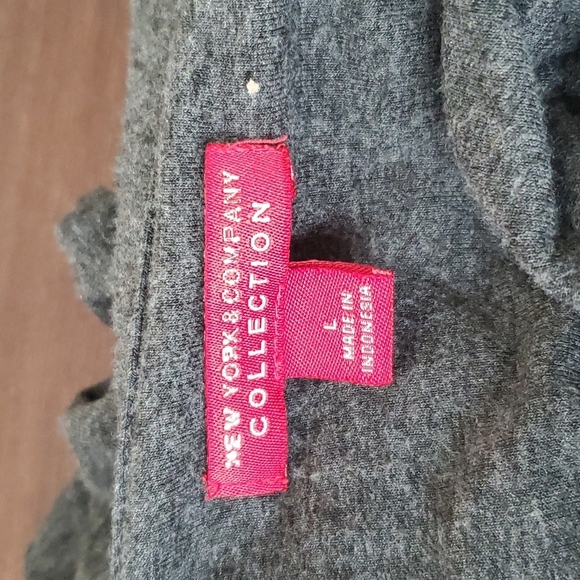 NEW YORK & COMPANY
COLLECTION
L
MADE IN
INDONESIA